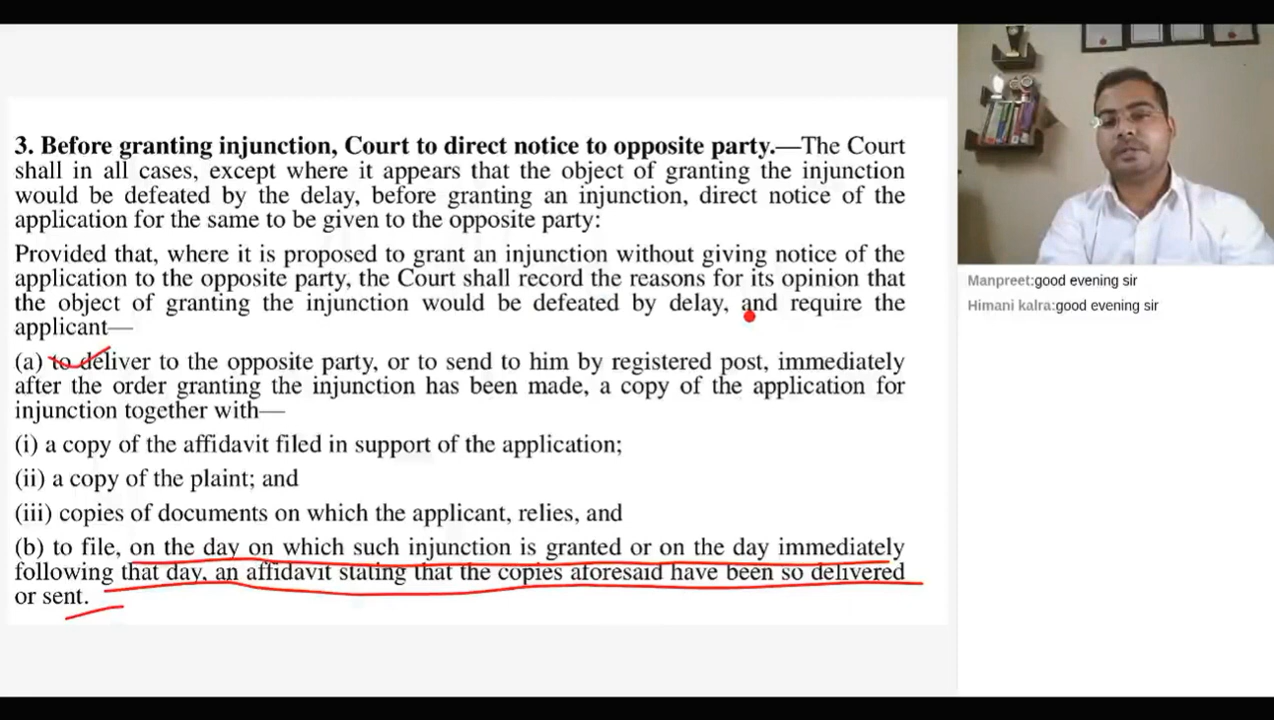 3. Before granting injunction, Court to direct notice to opposite party.—The Court
shall in all cases, except where it appears that the object of granting the injunction
would be defeated by the delay, before granting an injunction, direct notice of the
application for the same to be given to the opposite party:
Provided that, where it is proposed to grant an injunction without giving notice of the
application to the opposite party, the Court shall record the reasons for its opinion that
the object of granting the injunction would be defeated by delay, and require the
applicant—
(a) to deliver to the opposite party, or to send to him by registered post, immediately
after the order granting the injunction has been made, a copy of the application for
injunction together with—
(i) a copy of the affidavit filed in support of the application;
(ii) a copy of the plaint; and
(iii) copies of documents on which the applicant, relies, and
(b) to file, on the day on which such injunction is granted or on the day immediately
following that day, an affidavit stating that the copies aforesaid have been so delivered
or sent.
Manpreet:good evening sir
Himani kalra:good evening sir